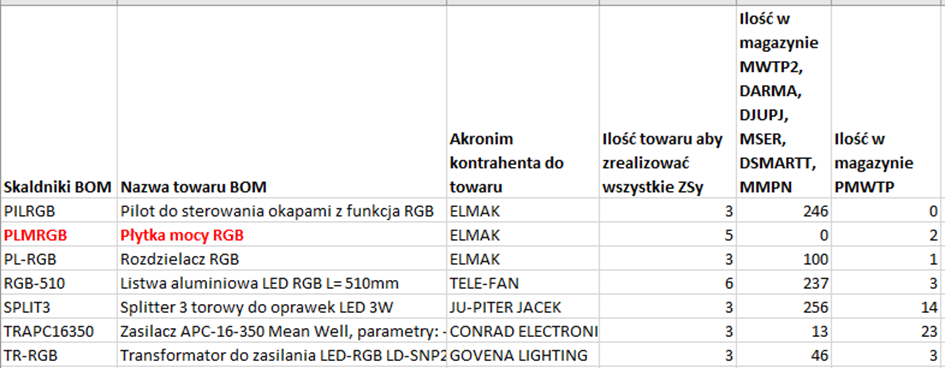 Skaldniki BOM Nazwa towaru BOM Akronim kontrahenta do towaru Ilość towaru aby zrealizować wszystkie ZSy Ilość w magazynie MWTP2, DARMA, DJUPJ, MSER, DSMARTT, MMPN Ilość w magazynie PMWTP
PILRGB Pilot do sterowania okapami z funkcja RGB ELMAK 3 246 0
PLMRGB Płytka mocy RGB ELMAK 5 0 2
PL-RGB Rozdzielacz RGB ELMAK 3 100 1
RGB-510 Listwa aluminiowa LED RGB L= 510mm TELE-FAN 6 237 3
SPLIT3 Splitter 3 torowy do oprawek LED 3W JU-PITER JACEK 3 256 14
TRAPC16350 Zasilacz APC-16-350 Mean Well, parametry: - CONRAD ELECTRONI 3 13 23
TR-RGB Transformator do zasilania LED-RGB LD-SNP2 GOVENA LIGHTING 3 46 3